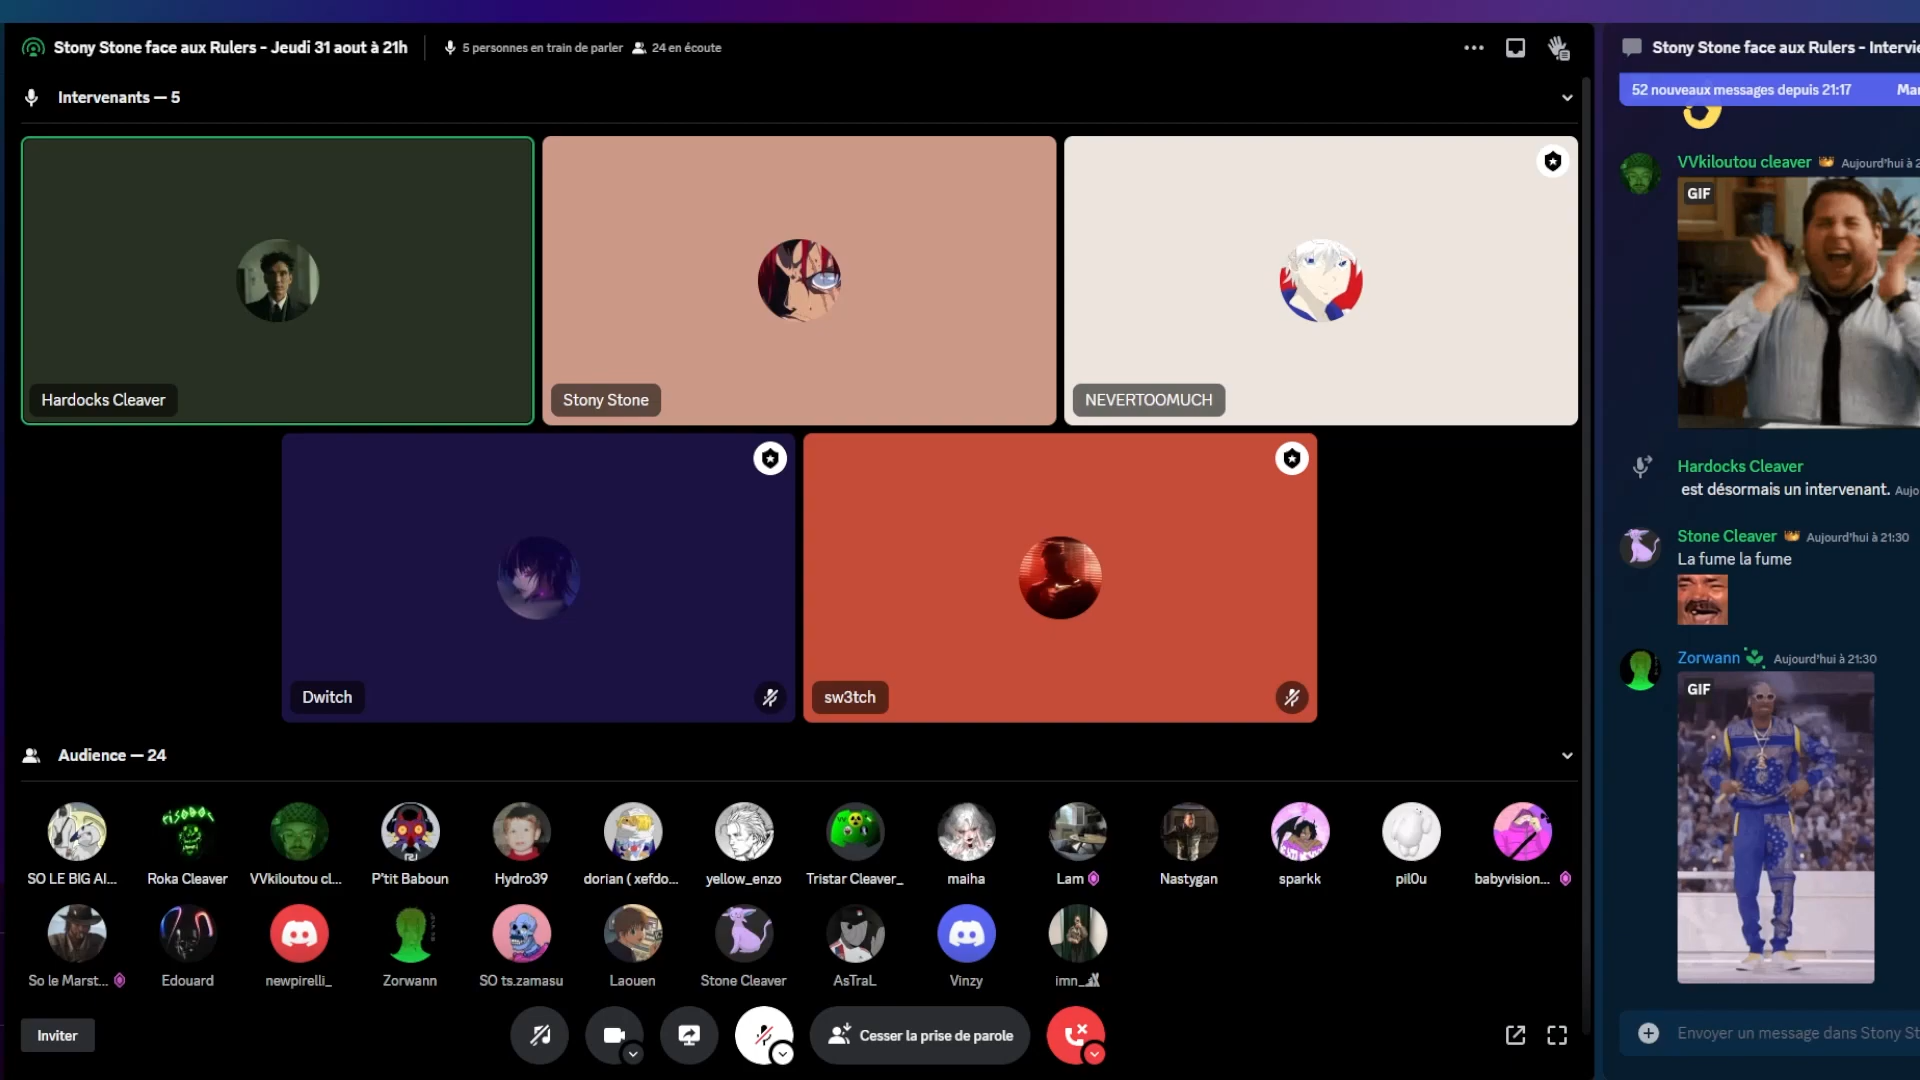 Stony Stone face aux Rulers - Jeudi 31 aout à 21h
5 personnes en train de parler
24 en écoute
Intervenants — 5
Hardocks Cleaver
Stony Stone
NEVERTOOMUCH
Dwitch
sw3tch
Audience — 24
SO LE BIG AI...
Roka Cleaver
VVkiloutou cl...
P'tit Baboun
Hydro39
dorian ( xefdo...
yellow_enzo
Tristar Cleaver_
maiha
Lam
Nastygan
sparkk
pil0u
babyvision...
So le Marst...
Edouard
newpirelli_
Zorwann
SO ts.zamasu
Laouen
Stone Cleaver
AsTraL
Vinzy
imn_
Inviter
Cesser la prise de parole
Stony Stone face aux Rulers - Intervie
52 nouveaux messages depuis 21:17
Mar
VVkiloutou cleaver Aujourd'hui à 2
GIF
Hardocks Cleaver
est désormais un intervenant. Aujo
Stone Cleaver Aujourd'hui à 21:30
La fume la fume
Zorwann Aujourd'hui à 21:30
GIF
Envoyer un message dans Stony St